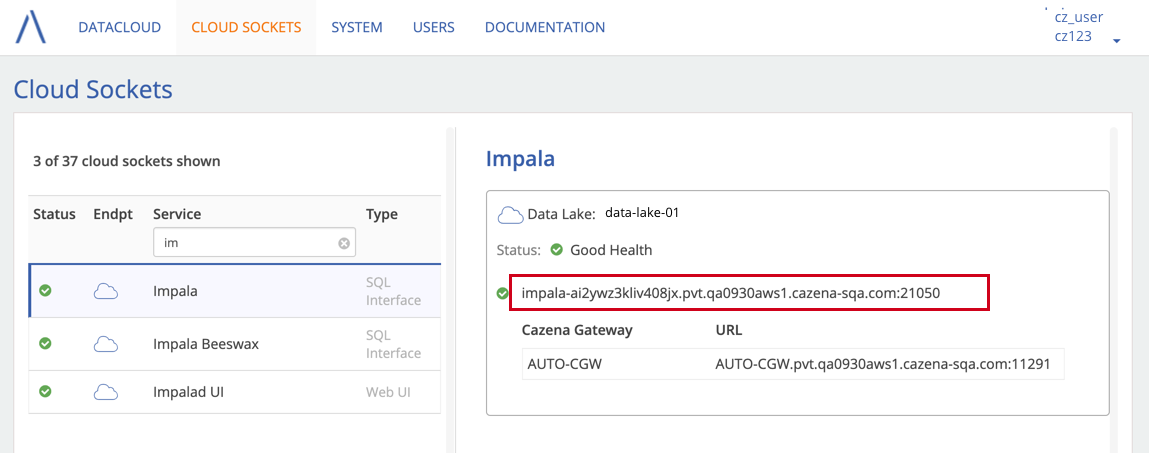 DATACLOUD CLOUD SOCKETS SYSTEM USERS DOCUMENTATION
cz_user
cz123
Cloud Sockets
3 of 37 cloud sockets shown
Status Endpt Service Type
im
Impala SQL Interface
Impala Beeswax SQL Interface
Impalad UI Web UI
Impala
Data Lake: data-lake-01
Status: Good Health
impala-ai2ywz3kliv408jx.pvt.qa0930aws1.cazena-sqa.com:21050
Cazena Gateway URL
AUTO-CGW AUTO-CGW.pvt.qa0930aws1.cazena-sqa.com:11291